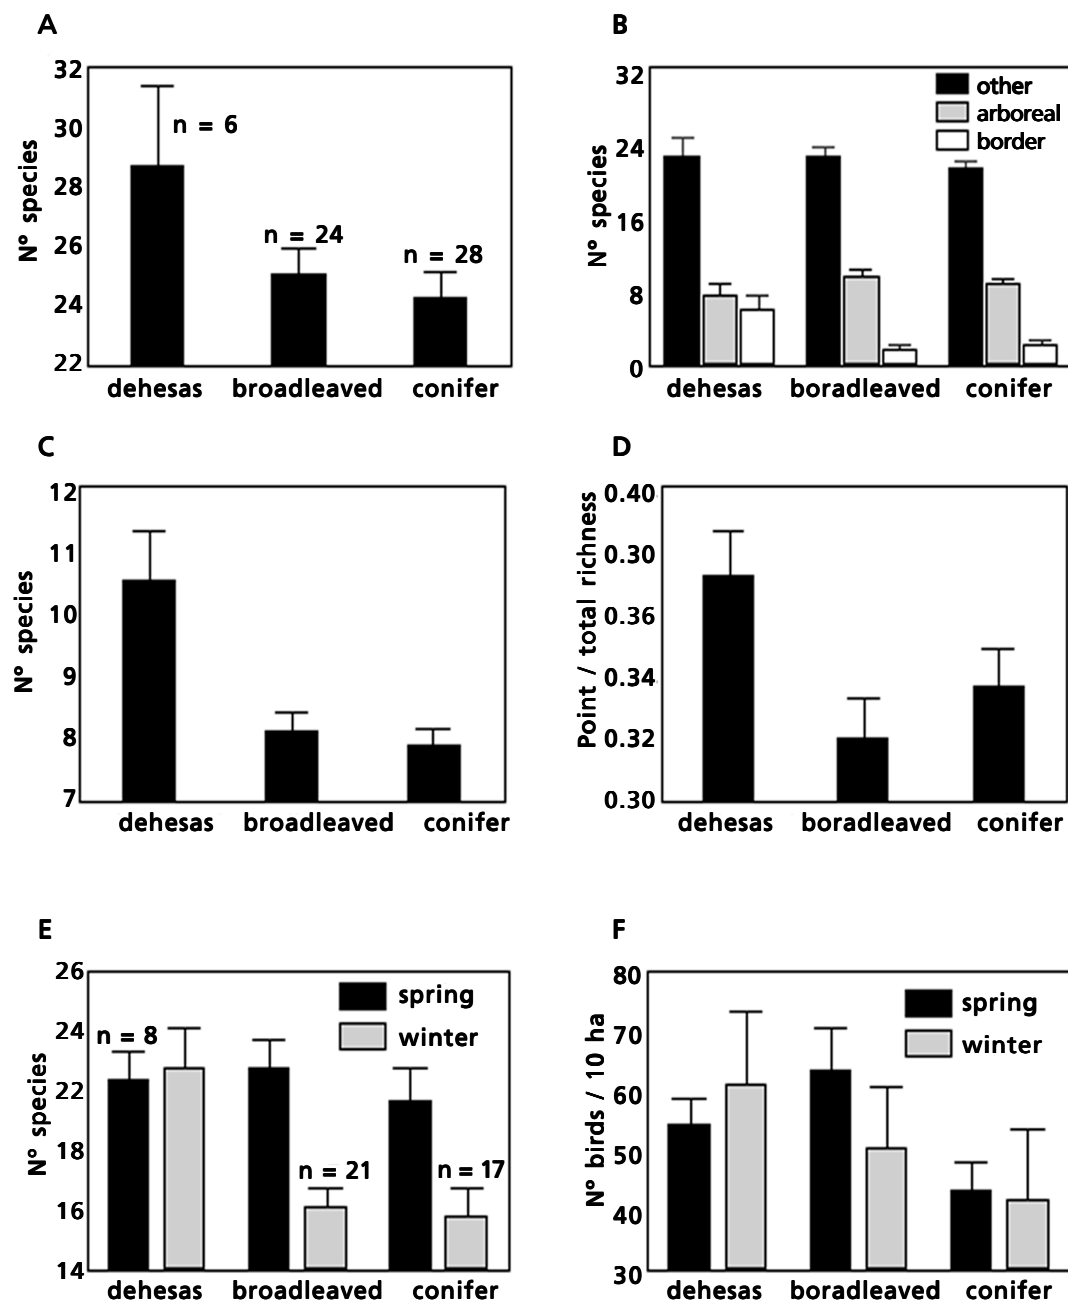 A
N° species
32
30
28
26
24
22
n = 6
n = 24
n = 28
dehesas broadleaved conifer
B
N° species
32
24
16
8
0
other
arboreal
border
dehesas boradleaved conifer
C
N° species
12
11
10
9
8
7
dehesas broadleaved conifer
D
Point / total richness
0.40
0.30
0.36
0.34
0.32
0.30
dehesas boradleaved conifer
E
N° species
26
24
22
18
16
14
spring
winter
n = 8
n = 21
n = 17
dehesas broadleaved conifer
F
N° birds / 10 ha
80
70
60
50
40
30
spring
winter
dehesas boradleaved conifer